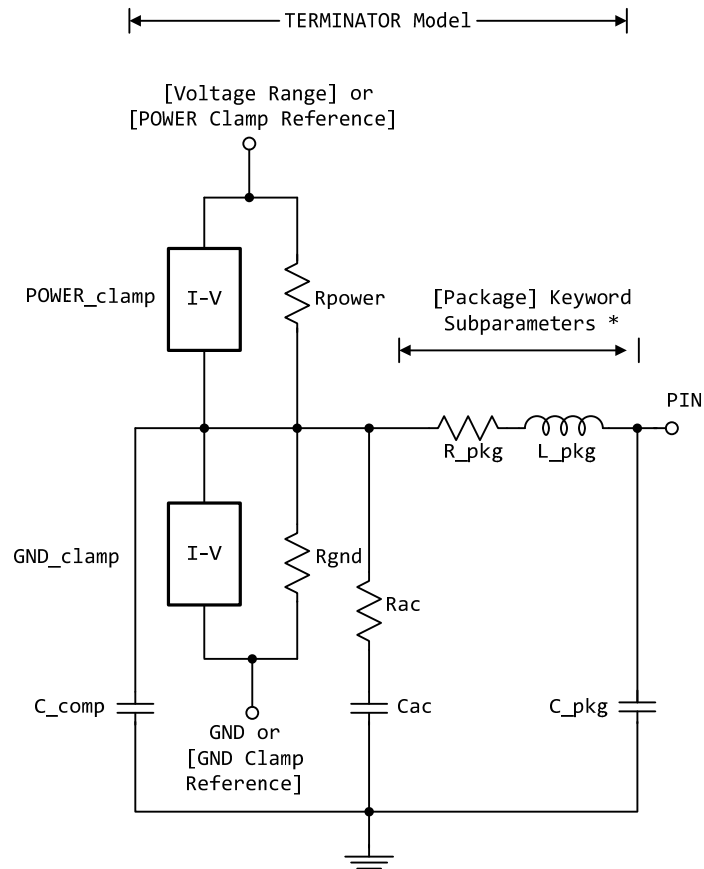 TERMINATOR Model
[Voltage Range] or
[POWER Clamp Reference]
POWER_clamp
I-V
Rpower
[Package] Keyword
Subparameters *
PIN
R_pkg
L_pkg
GND_clamp
I-V
Rgnd
Rac
C_comp
Cac
C_pkg
GND or
[GND Clamp
Reference]